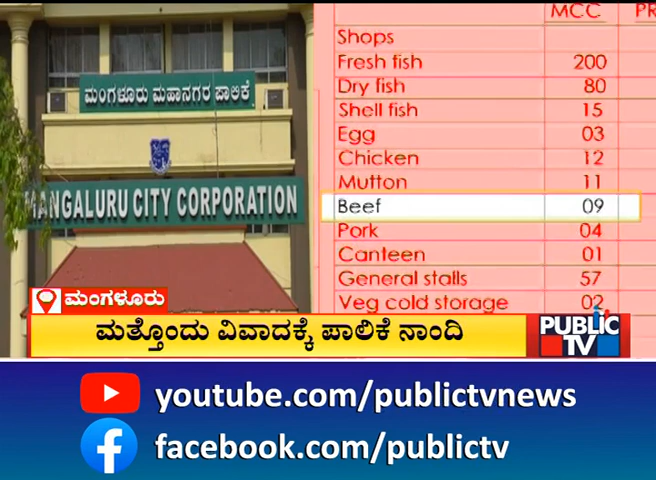 MCC PR
Shops
Fresh fish 200
Dry fish 80
Shell fish 15
Egg 03
Chicken 12
Mutton 11
Beef 09
Pork 04
Canteen 01
General stalls 57
Veg cold storage 02
ಮಂಗಳೂರು ಮಹಾನಗರ ಪಾಲಿಕೆ
MANGALURU CITY CORPORATION
ಮಂಗಳೂರು
ಮತ್ತೊಂದು ವಿವಾದಕ್ಕೆ ಪಾಲಿಕೆ ನಾಂದಿ
PUBLIC
TV
youtube.com/publictvnews
facebook.com/publictv